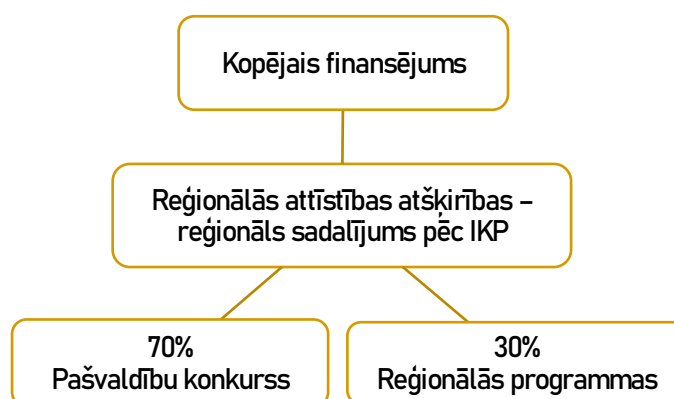 Kopējais finansējums
Reģionālās attīstības atšķirības –
reģionāls sadalījums pēc IKP
70%
Pašvaldību konkurss
30%
Reģionālās programmas